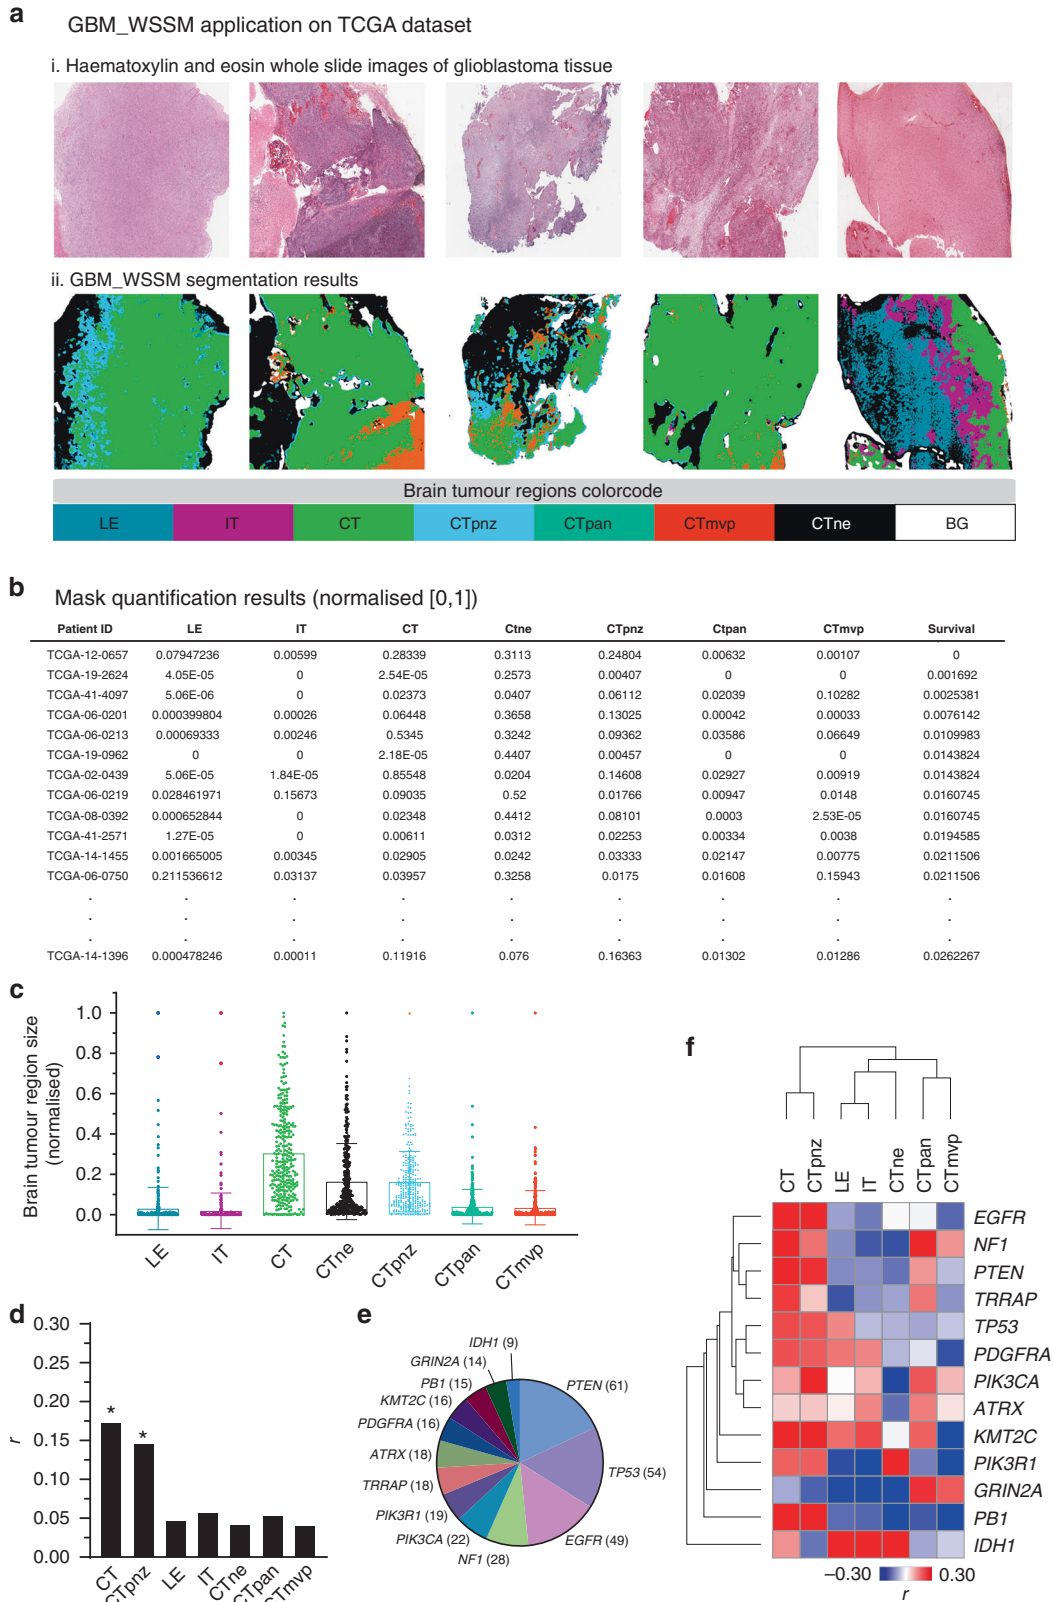 a
GBM_WSSM application on TCGA dataset
i. Haematoxylin and eosin whole slide images of glioblastoma tissue
ii. GBM_WSSM segmentation results
Brain tumour regions colorcode
LE IT CT CTpnz CTpan CTmvp CTne BG
b
Mask quantification results (normalised [0,1])
Patient ID LE IT CT Ctne CTpnz Ctpan CTmvp Survival
TCGA-12-0657 0.07947236 0.00599 0.28339 0.3113 0.24804 0.00632 0.00107 0
TCGA-19-2624 4.05E-05 0 2.54E-05 0.2573 0.00407 0 0 0.001692
TCGA-41-4097 5.06E-06 0 0.02373 0.0407 0.06112 0.02039 0.10282 0.0025381
TCGA-06-0201 0.000399804 0.00026 0.06448 0.3658 0.13025 0.00042 0.00033 0.0076142
TCGA-06-0213 0.00069333 0.00246 0.5345 0.3242 0.09362 0.03586 0.06649 0.0109983
TCGA-19-0962 0 0 2.18E-05 0.4407 0.00457 0 0 0.0143824
TCGA-02-0439 5.06E-05 1.84E-05 0.85548 0.0204 0.14608 0.02927 0.00919 0.0143824
TCGA-06-0219 0.028461971 0.15673 0.09035 0.52 0.01766 0.00947 0.0148 0.0160745
TCGA-08-0392 0.000652844 0 0.02348 0.4412 0.08101 0.0003 2.53E-05 0.0160745
TCGA-41-2571 1.27E-05 0 0.00611 0.0312 0.02253 0.00334 0.0038 0.0194585
TCGA-14-1455 0.001665005 0.00345 0.02905 0.0242 0.03333 0.02147 0.00775 0.0211506
TCGA-06-0750 0.211536612 0.03137 0.03957 0.3258 0.0175 0.01608 0.15943 0.0211506
. . . . . . . . .
. . . . . . . . .
. . . . . . . . .
TCGA-14-1396 0.000478246 0.00011 0.11916 0.076 0.16363 0.01302 0.01286 0.0262267
c
Brain tumour region size
(normalised)
1.0
0.8
0.6
0.4
0.2
0.0
LE IT CT CTne CTpnz CTpan CTmvp
d
r
0.30
0.25
0.20
0.15
0.10
0.05
0.00
* *
CT CTpnz LE IT CTne CTpan CTmvp
e
IDH1 (9)
GRIN2A (14)
PB1 (15)
KMT2C (16)
PDGFRA (16)
ATRX (18)
TRRAP (18)
PIK3R1 (19)
PIK3CA (22)
NF1 (28)
EGFR (49)
TP53 (54)
PTEN (61)
f
CT CTpnz LE IT CTne CTpan CTmvp
EGFR
NF1
PTEN
TRRAP
TP53
PDGFRA
PIK3CA
ATRX
KMT2C
PIK3R1
GRIN2A
PB1
IDH1
−0.30 0.30
r